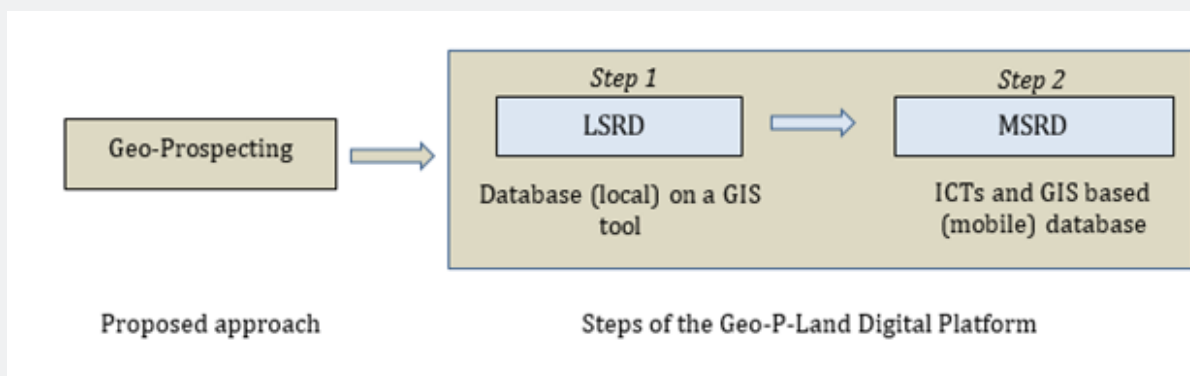 Geo-Prospecting
Step 1
LSRD
Database (local) on a GIS
tool
Step 2
MSRD
ICTs and GIS based
(mobile) database
Proposed approach
Steps of the Geo-P-Land Digital Platform